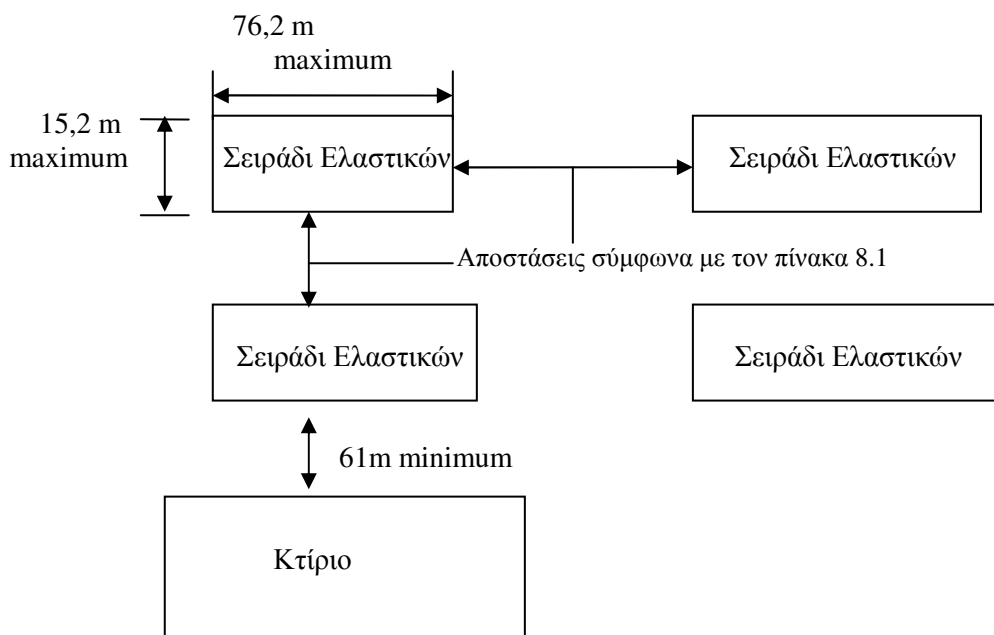 76,2 m
maximum
15,2 m
maximum
Σειράδι Ελαστικών
Σειράδι Ελαστικών
Αποστάσεις σύμφωνα με τον πίνακα 8.1
Σειράδι Ελαστικών
Σειράδι Ελαστικών
61m minimum
Κτίριο